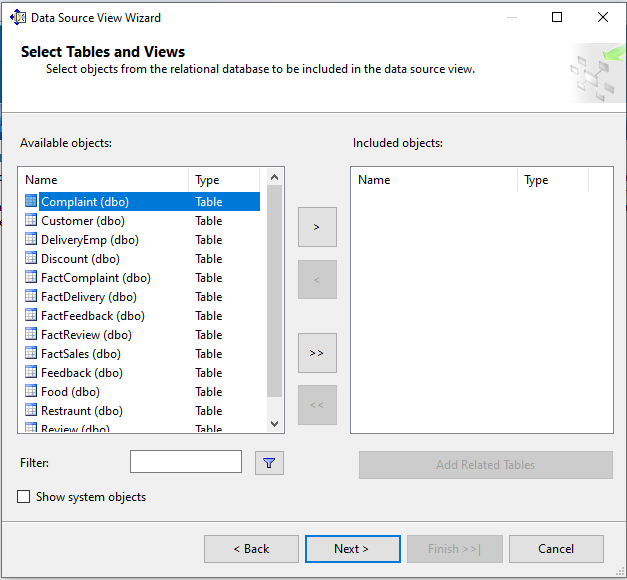 Data Source View Wizard
Select Tables and Views
Select objects from the relational database to be included in the data source view.
Available objects:
Included objects:
Name Type
Name Type
Complaint (dbo) Table
Customer (dbo) Table
DeliveryEmp (dbo) Table
Discount (dbo) Table
FactComplaint (dbo) Table
FactDelivery (dbo) Table
FactFeedback (dbo) Table
FactReview (dbo) Table
FactSales (dbo) Table
Feedback (dbo) Table
Food (dbo) Table
Restraunt (dbo) Table
Review (dbo) Table
>
<
>>
<<
Filter:
Add Related Tables
Show system objects
< Back Next > Finish >>| Cancel